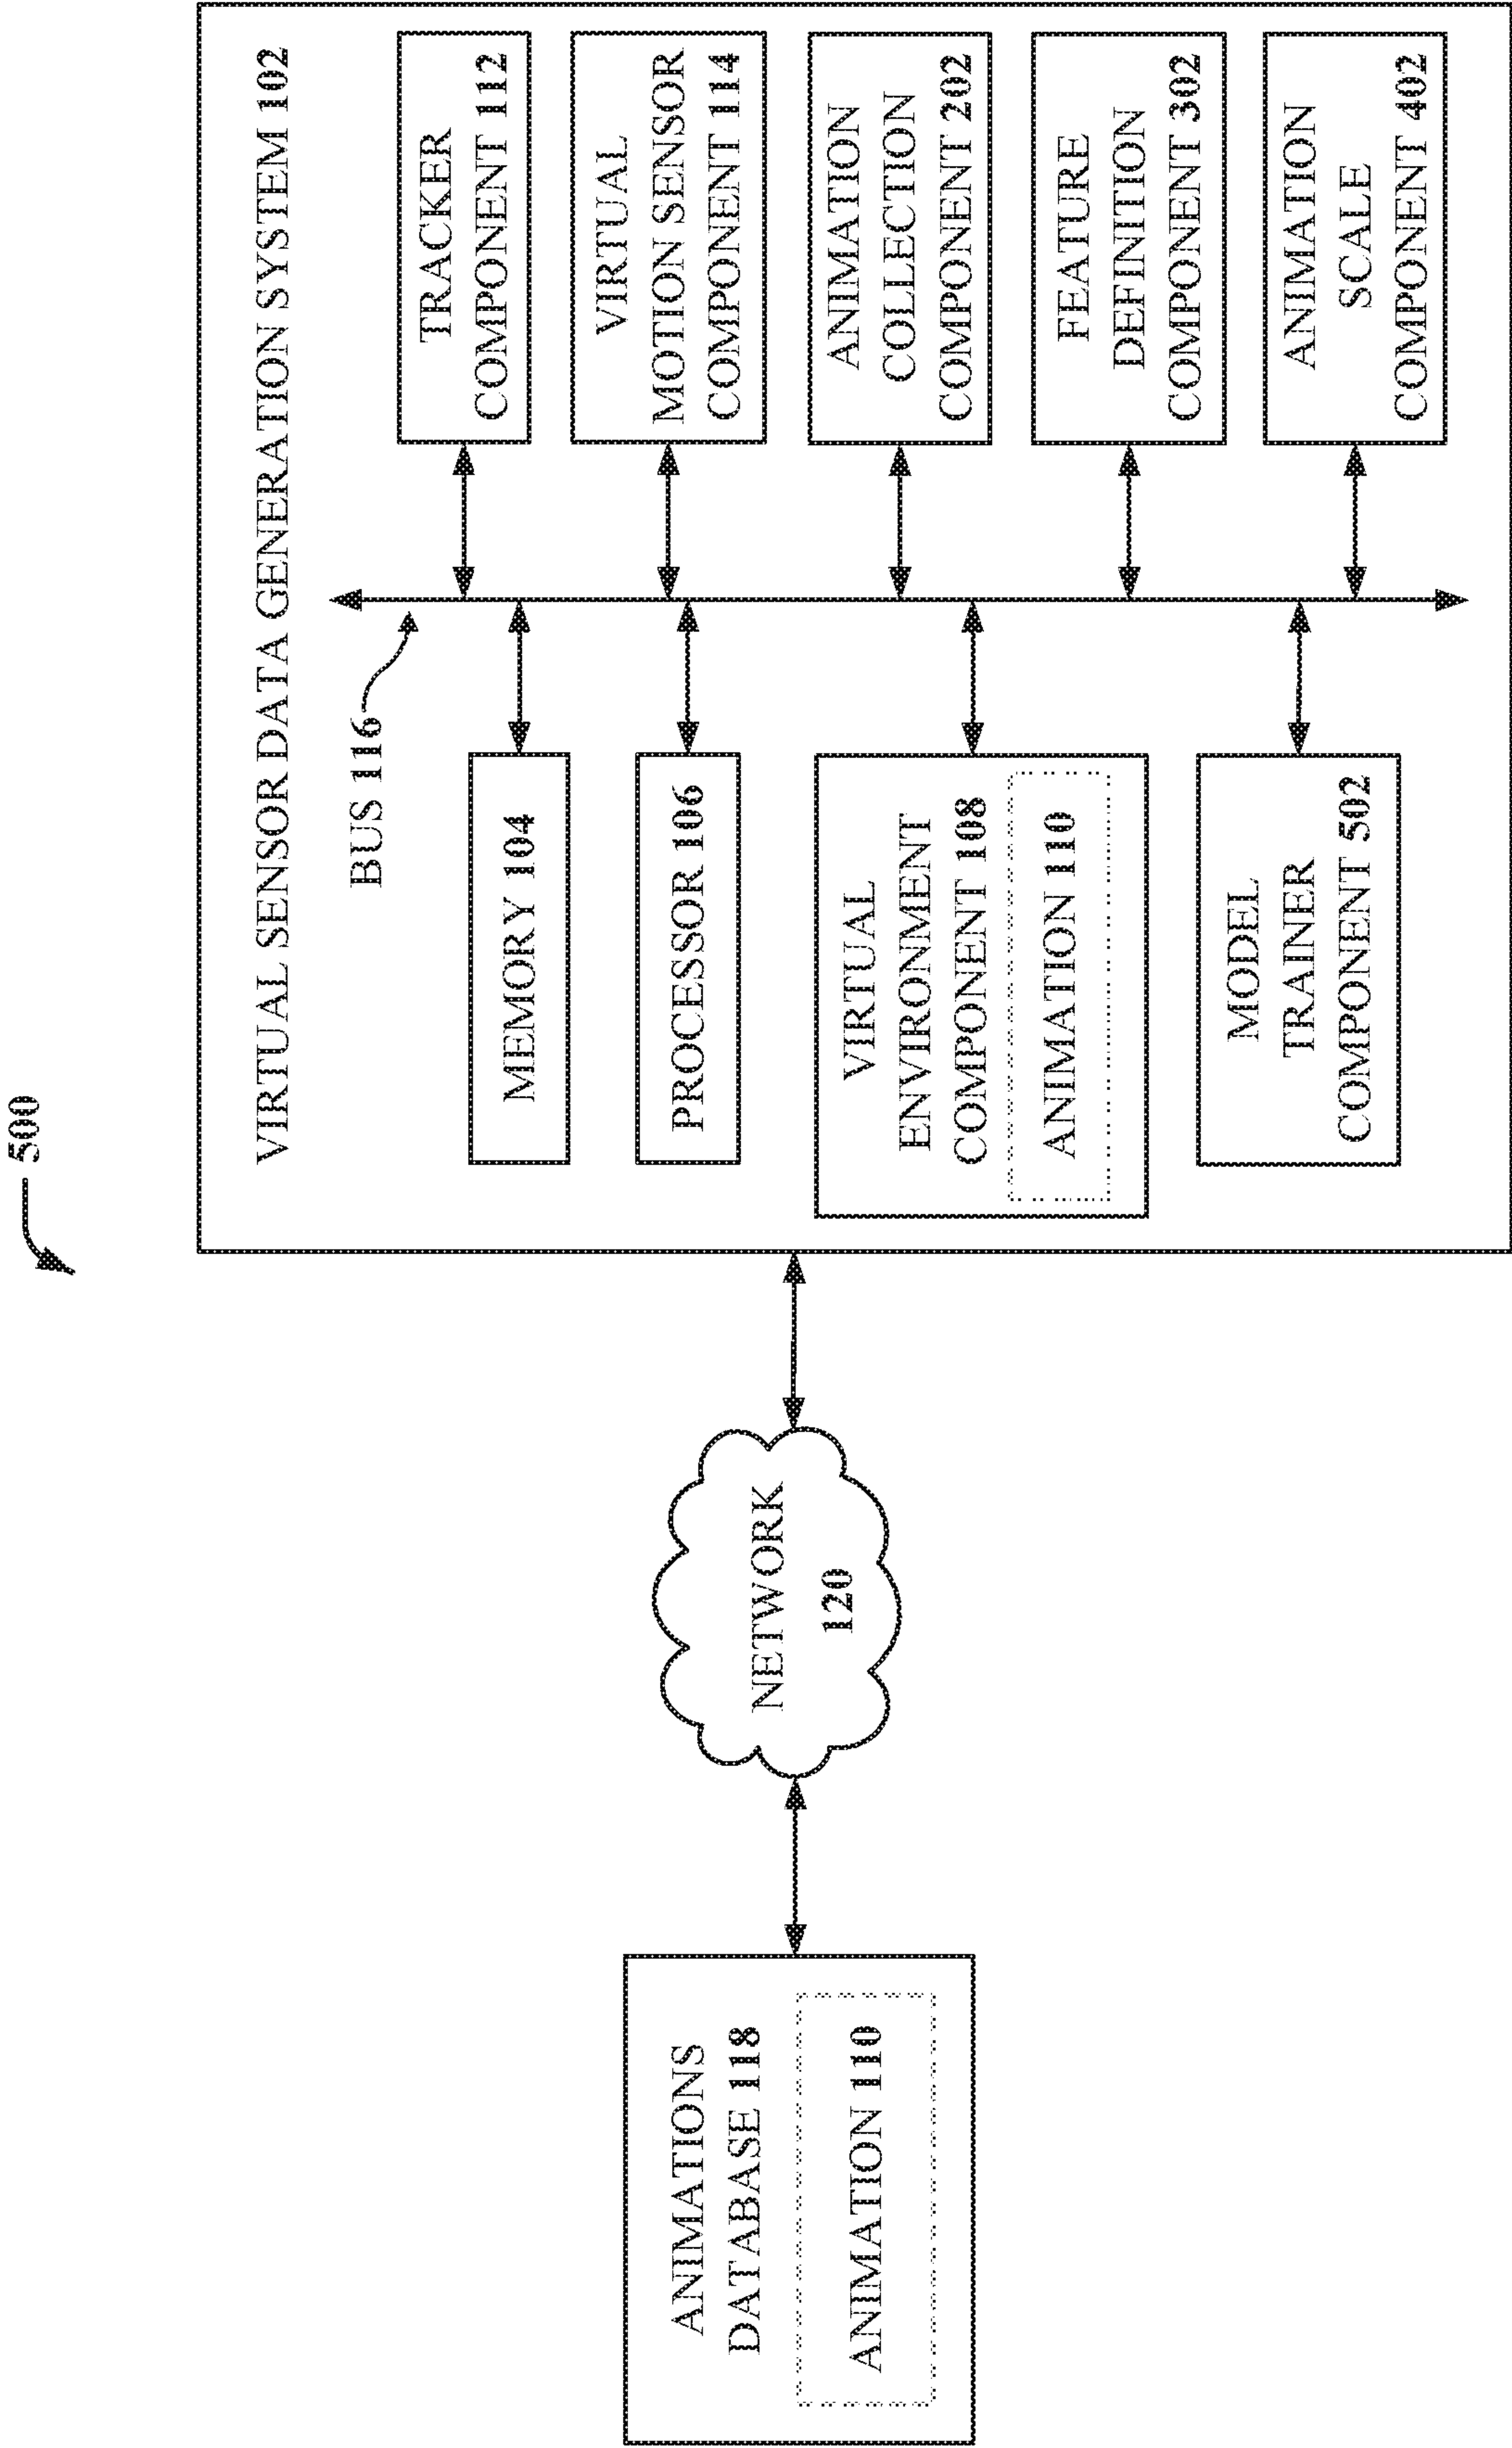 500
VIRTUAL SENSOR DATA GENERATION SYSTEM 102
BUS 116
MEMORY 104
PROCESSOR 106
VIRTUAL
ENVIRONMENT
COMPONENT 108
ANIMATION 110
MODEL
TRAINER
COMPONENT 502
TRACKER
COMPONENT 112
VIRTUAL
MOTION SENSOR
COMPONENT 114
ANIMATION
COLLECTION
COMPONENT 202
FEATURE
DEFINITION
COMPONENT 302
ANIMATION
SCALE
COMPONENT 402
NETWORK
120
ANIMATIONS
DATABASE 118
ANIMATION 110